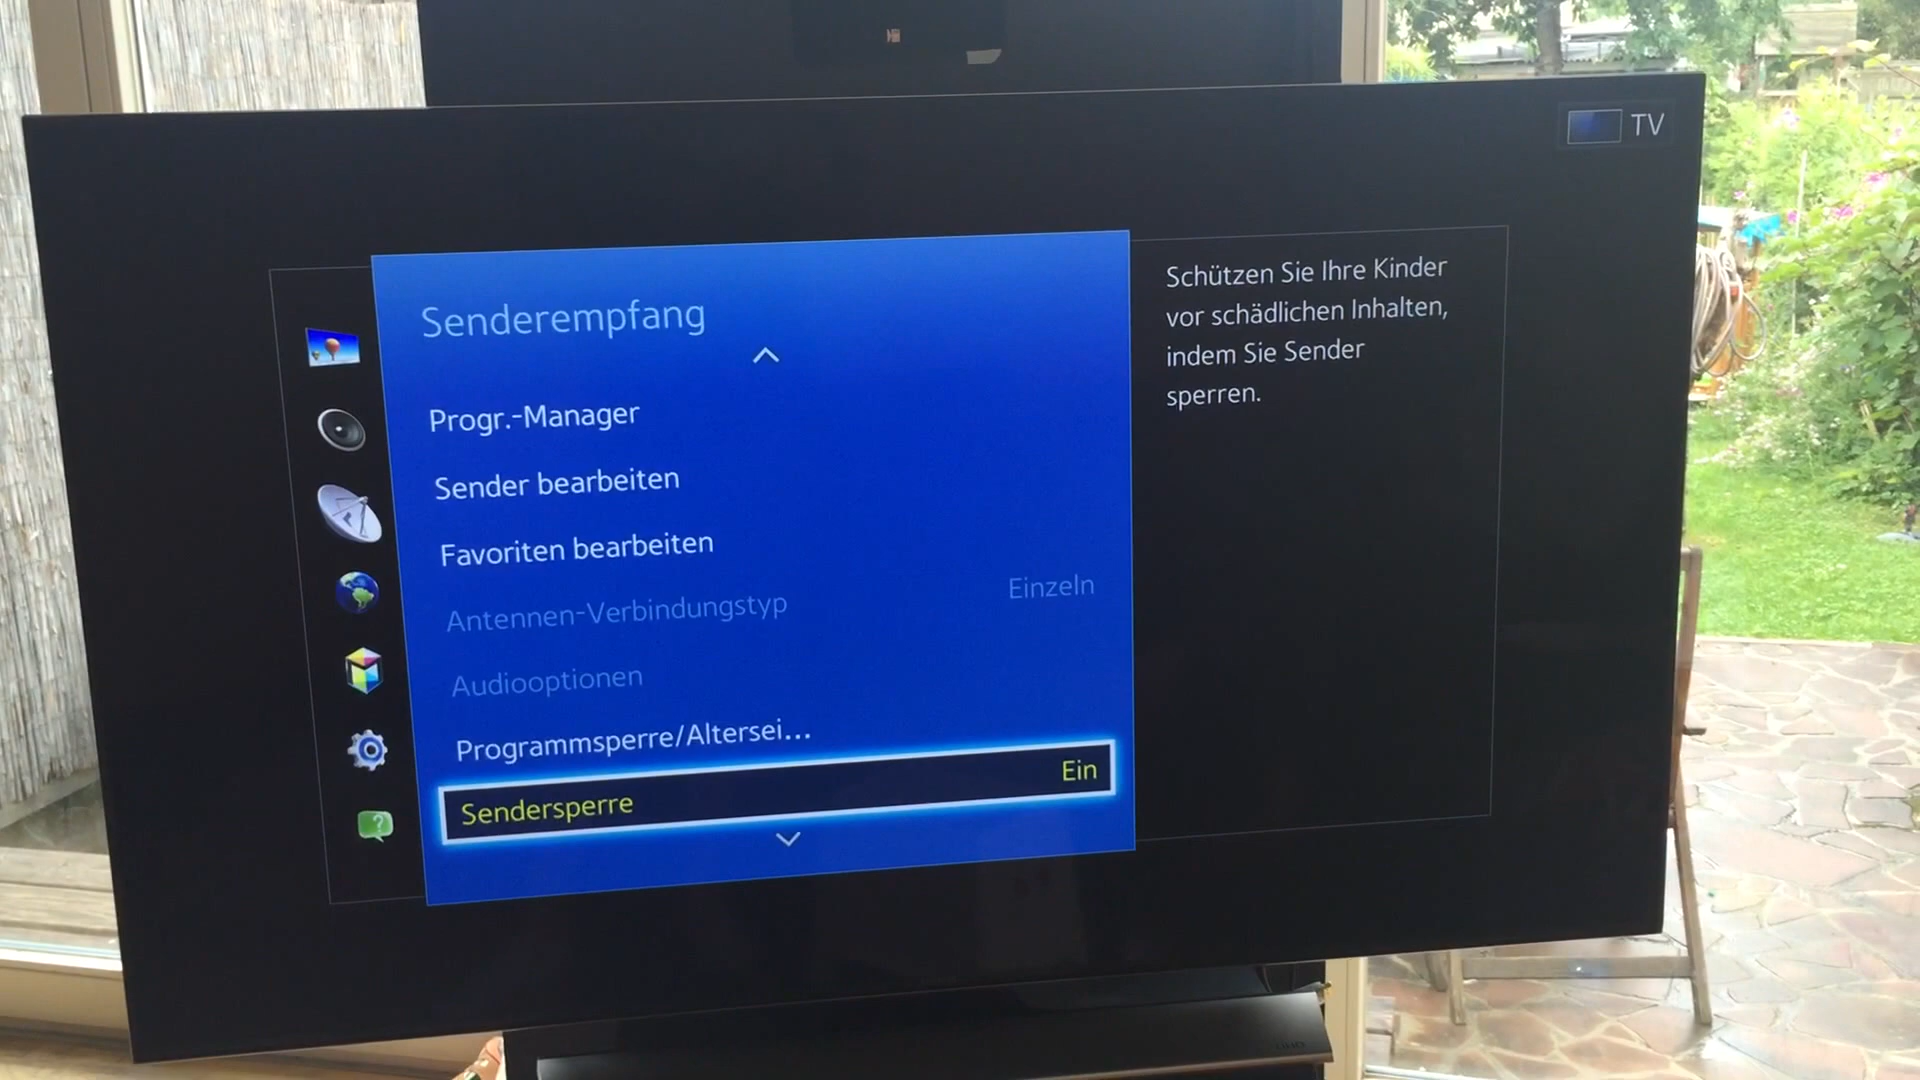 TV
Senderempfang
Progr.-Manager
Sender bearbeiten
Favoriten bearbeiten
Antennen-Verbindungstyp Einzeln
Audiooptionen
Programmsperre/Altersei...
Sendersperre Ein
Schützen Sie Ihre Kinder
vor schädlichen Inhalten,
indem Sie Sender
sperren.
?